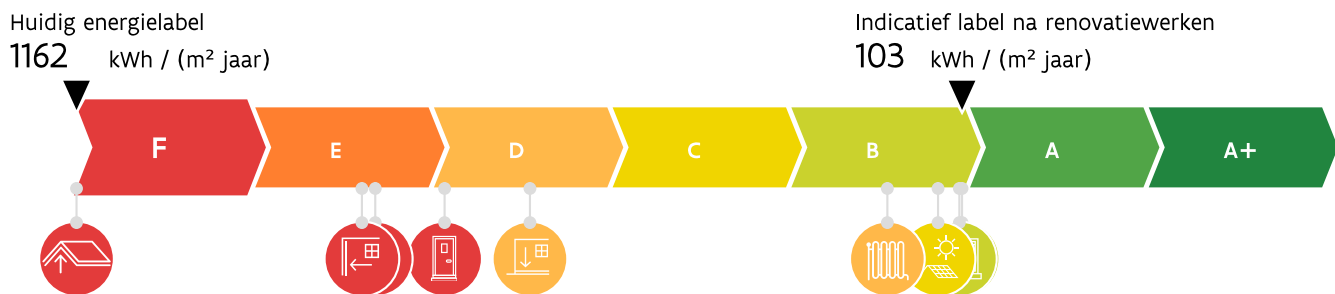 Huidig energielabel
1162 kWh / (m² jaar)
Indicatief label na renovatiewerken
103 kWh / (m² jaar)
F E D C B A A+